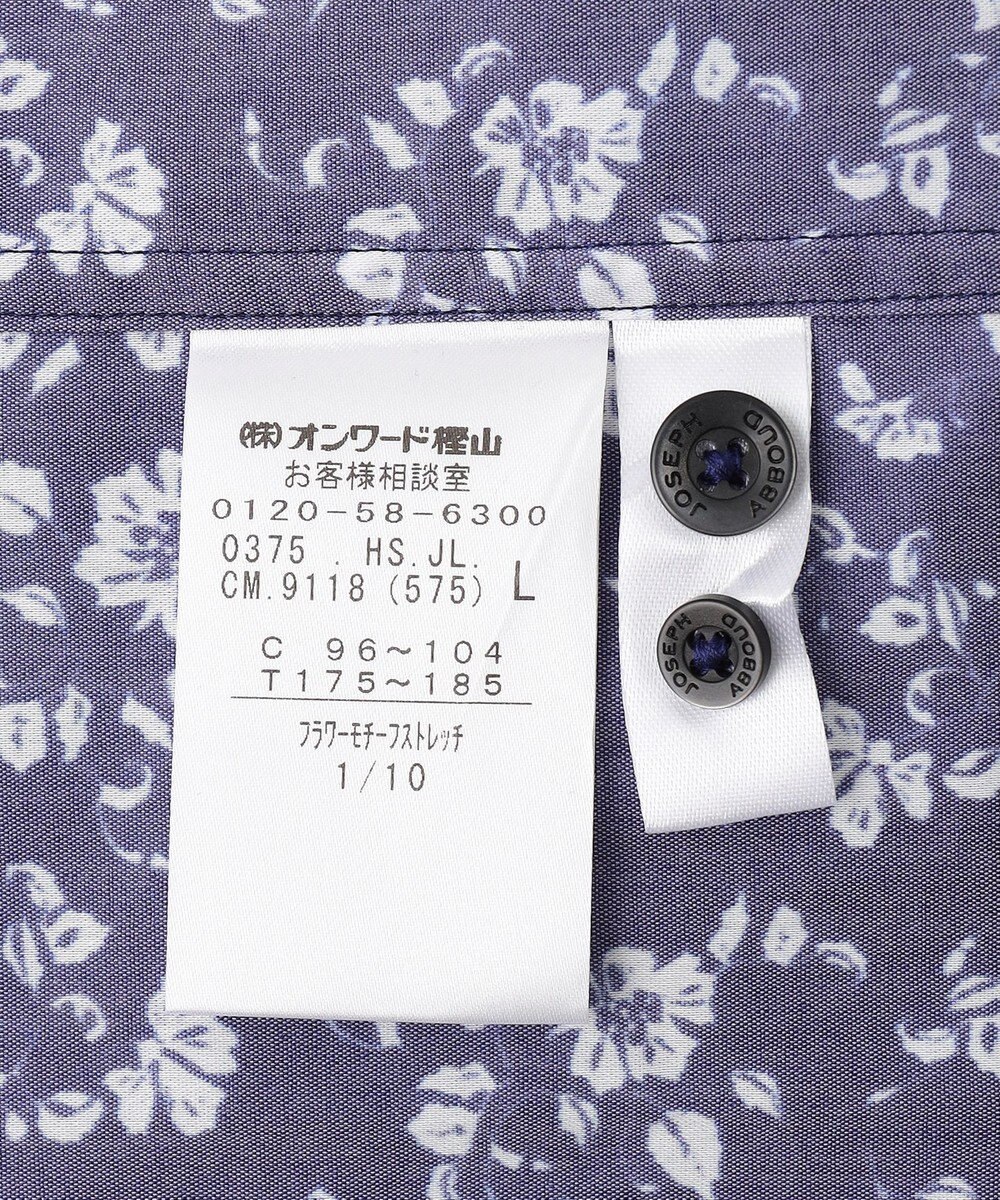 (株)オンワード樫山
お客様相談室
0120-58-6300
0375 . HS.JL.
CM.9118 (575) L
C 96~104
T175~185
フラワーモチーフストレッチ
1/10
JOSEPH ABBOUD
JOSEPH ABBOUD